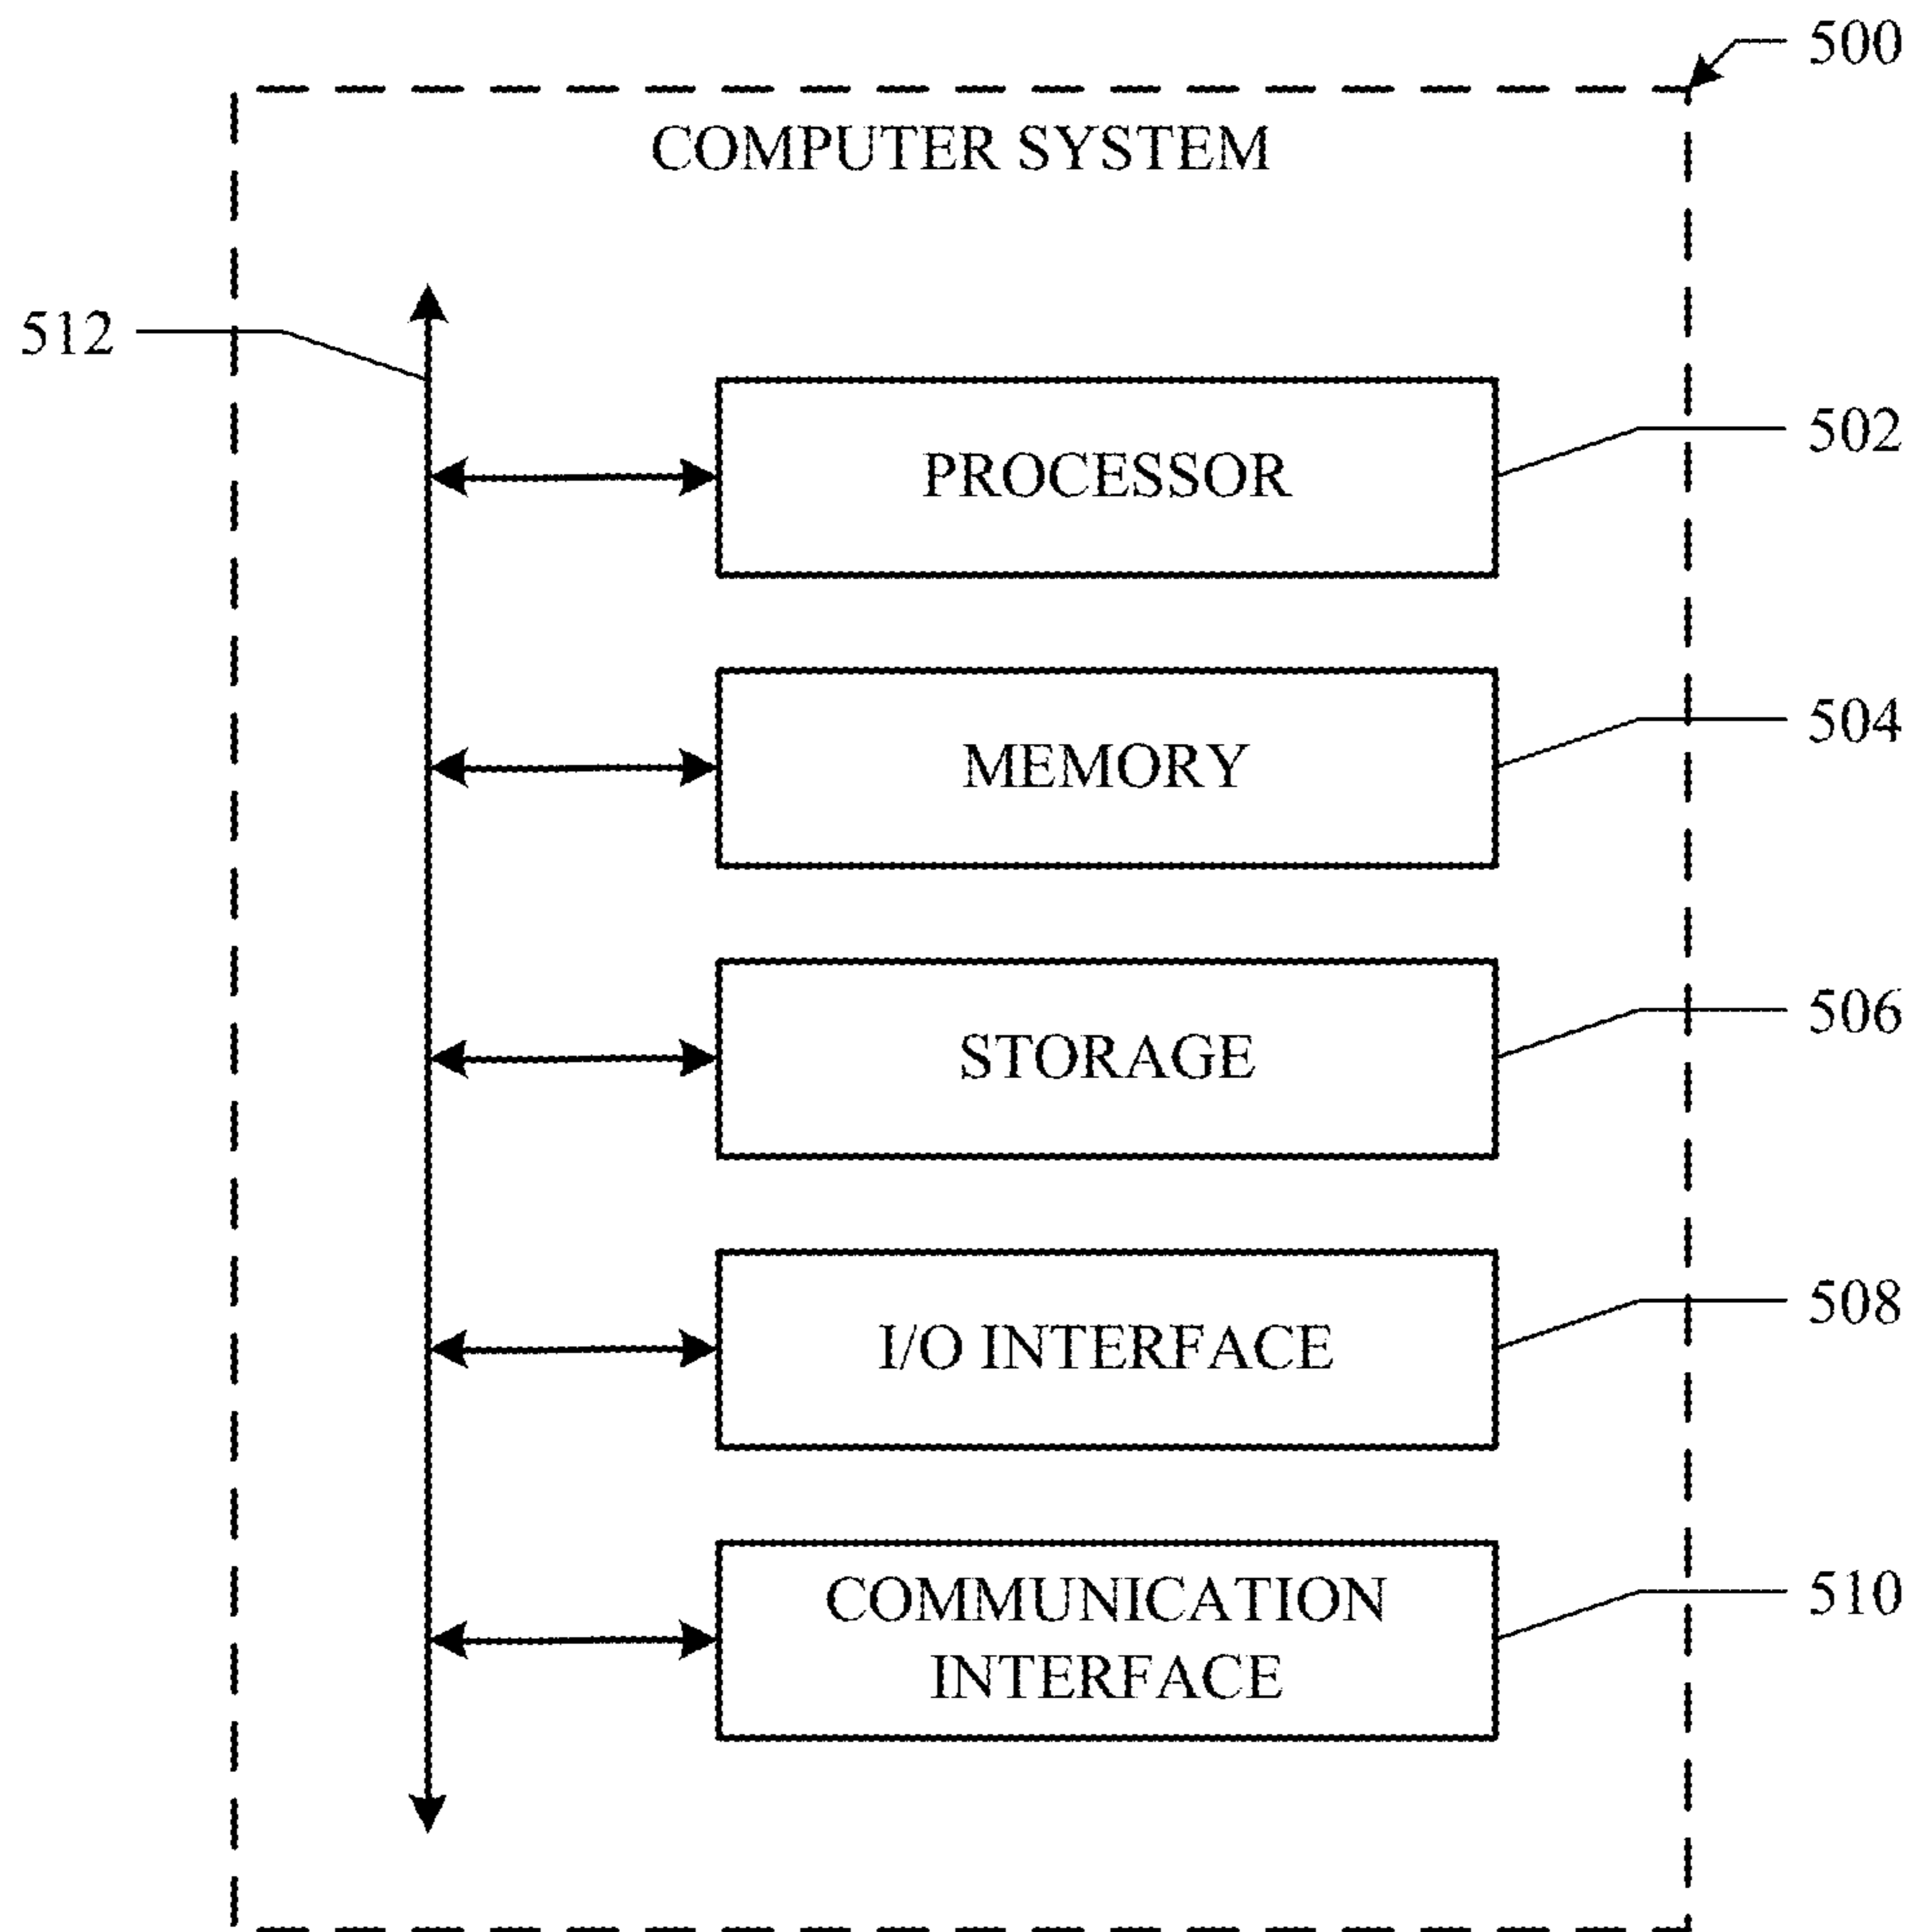 500
COMPUTER SYSTEM
512
PROCESSOR
502
MEMORY
504
STORAGE
506
I/O INTERFACE
508
COMMUNICATION
INTERFACE
510